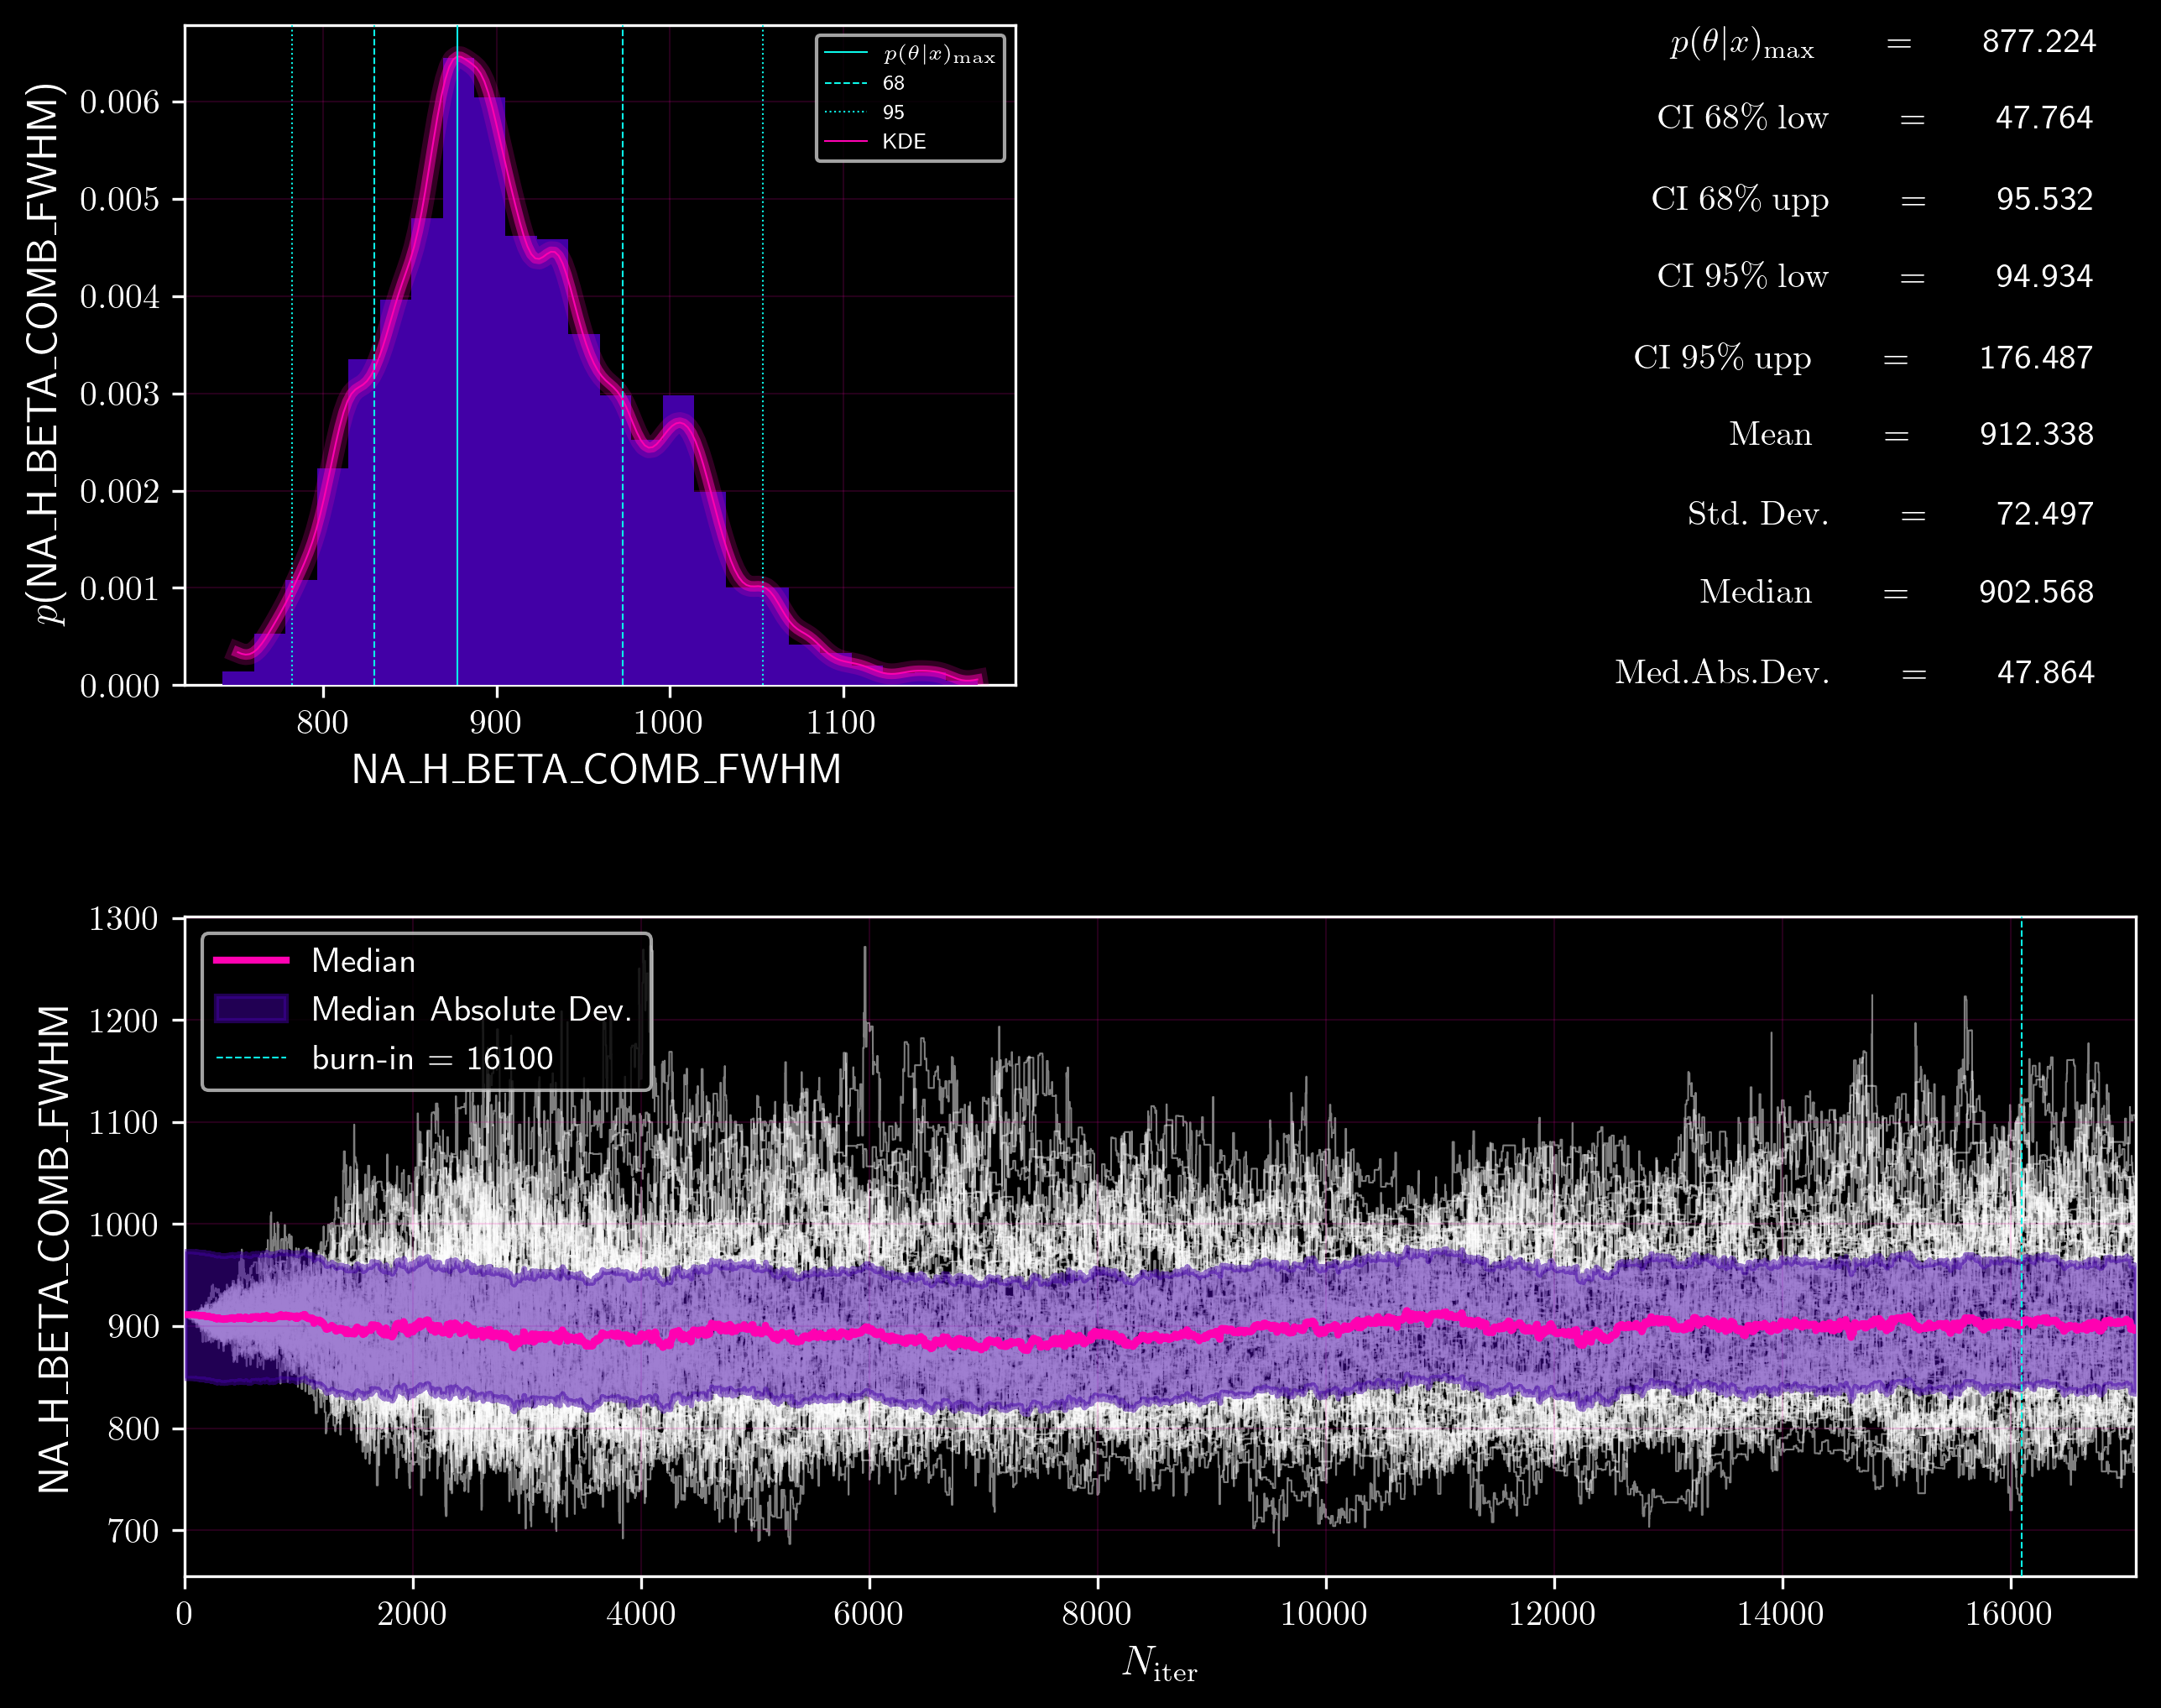 p(NA_H_BETA_COMB_FWHM)
0.006
0.005
0.004
0.003
0.002
0.001
0.000
800 900 1000 1100
NA_H_BETA_COMB_FWHM
p(θ|x)max
68
95
KDE
p(θ|x)max = 877.224
CI 68% low = 47.764
CI 68% upp = 95.532
CI 95% low = 94.934
CI 95% upp = 176.487
Mean = 912.338
Std. Dev. = 72.497
Median = 902.568
Med.Abs.Dev. = 47.864
NA_H_BETA_COMB_FWHM
1300
1200
1100
1000
900
800
700
Median
Median Absolute Dev.
burn-in = 16100
0 2000 4000 6000 8000 10000 12000 14000 16000
Niter